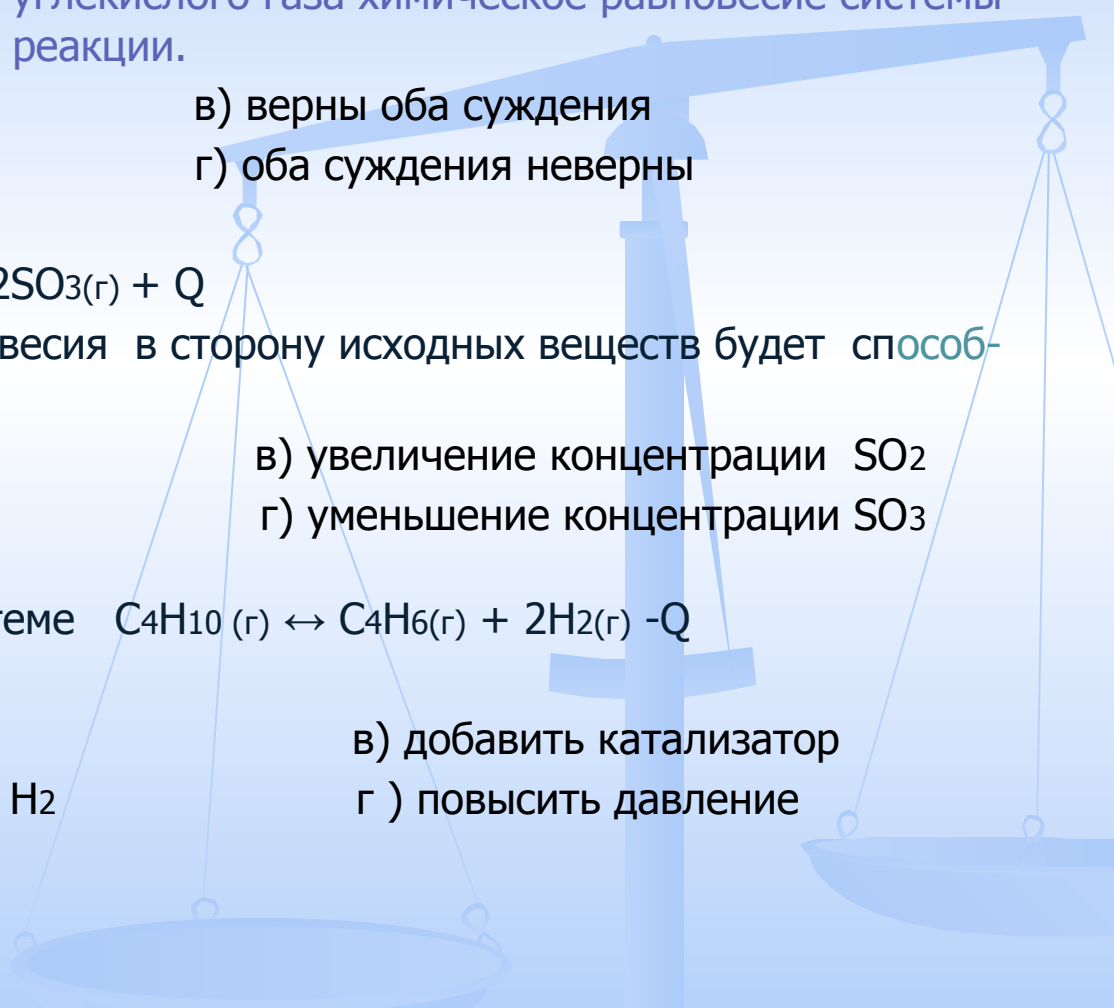 углекислого газа химическое равновесие системы
реакции.
в) верны оба суждения
г) оба суждения неверны
2SO3(г) + Q
весия в сторону исходных веществ будет способ-
в) увеличение концентрации SO2
г) уменьшение концентрации SO3
теме C4H10 (г) ↔ C4H6(г) + 2H2(г) -Q
в) добавить катализатор
H2 г ) повысить давление